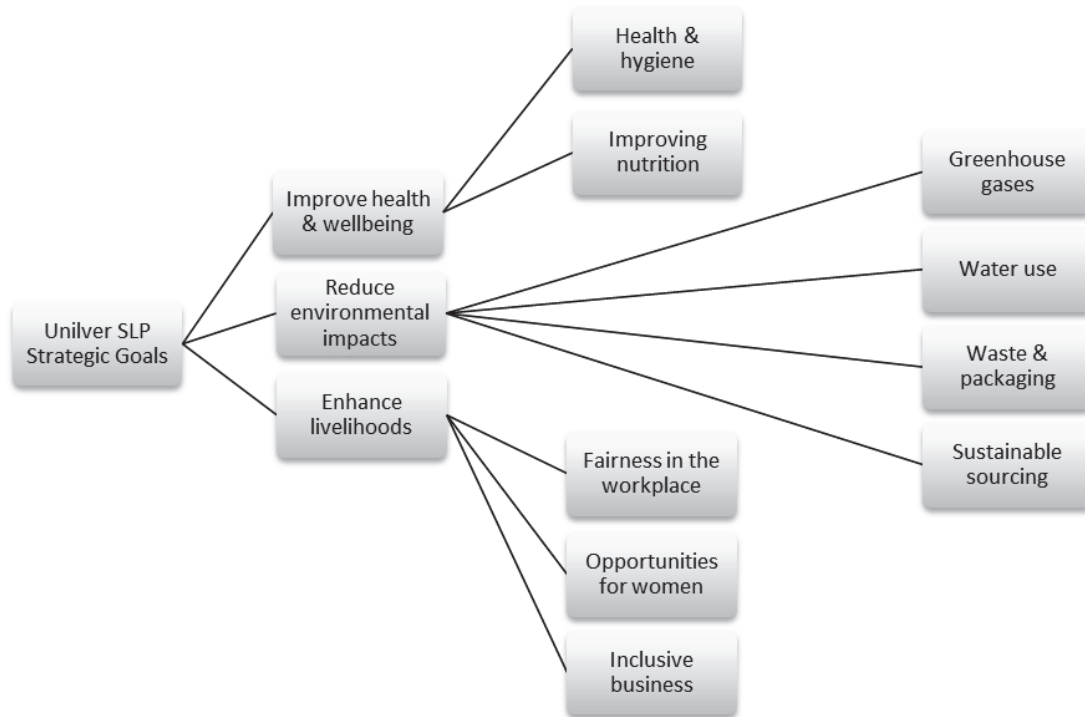 Unilver SLP
Strategic Goals
Improve health
& wellbeing
Health &
hygiene
Improving
nutrition
Reduce
environmental
impacts
Greenhouse
gases
Water use
Waste &
packaging
Sustainable
sourcing
Enhance
livelihoods
Fairness in the
workplace
Opportunities
for women
Inclusive
business